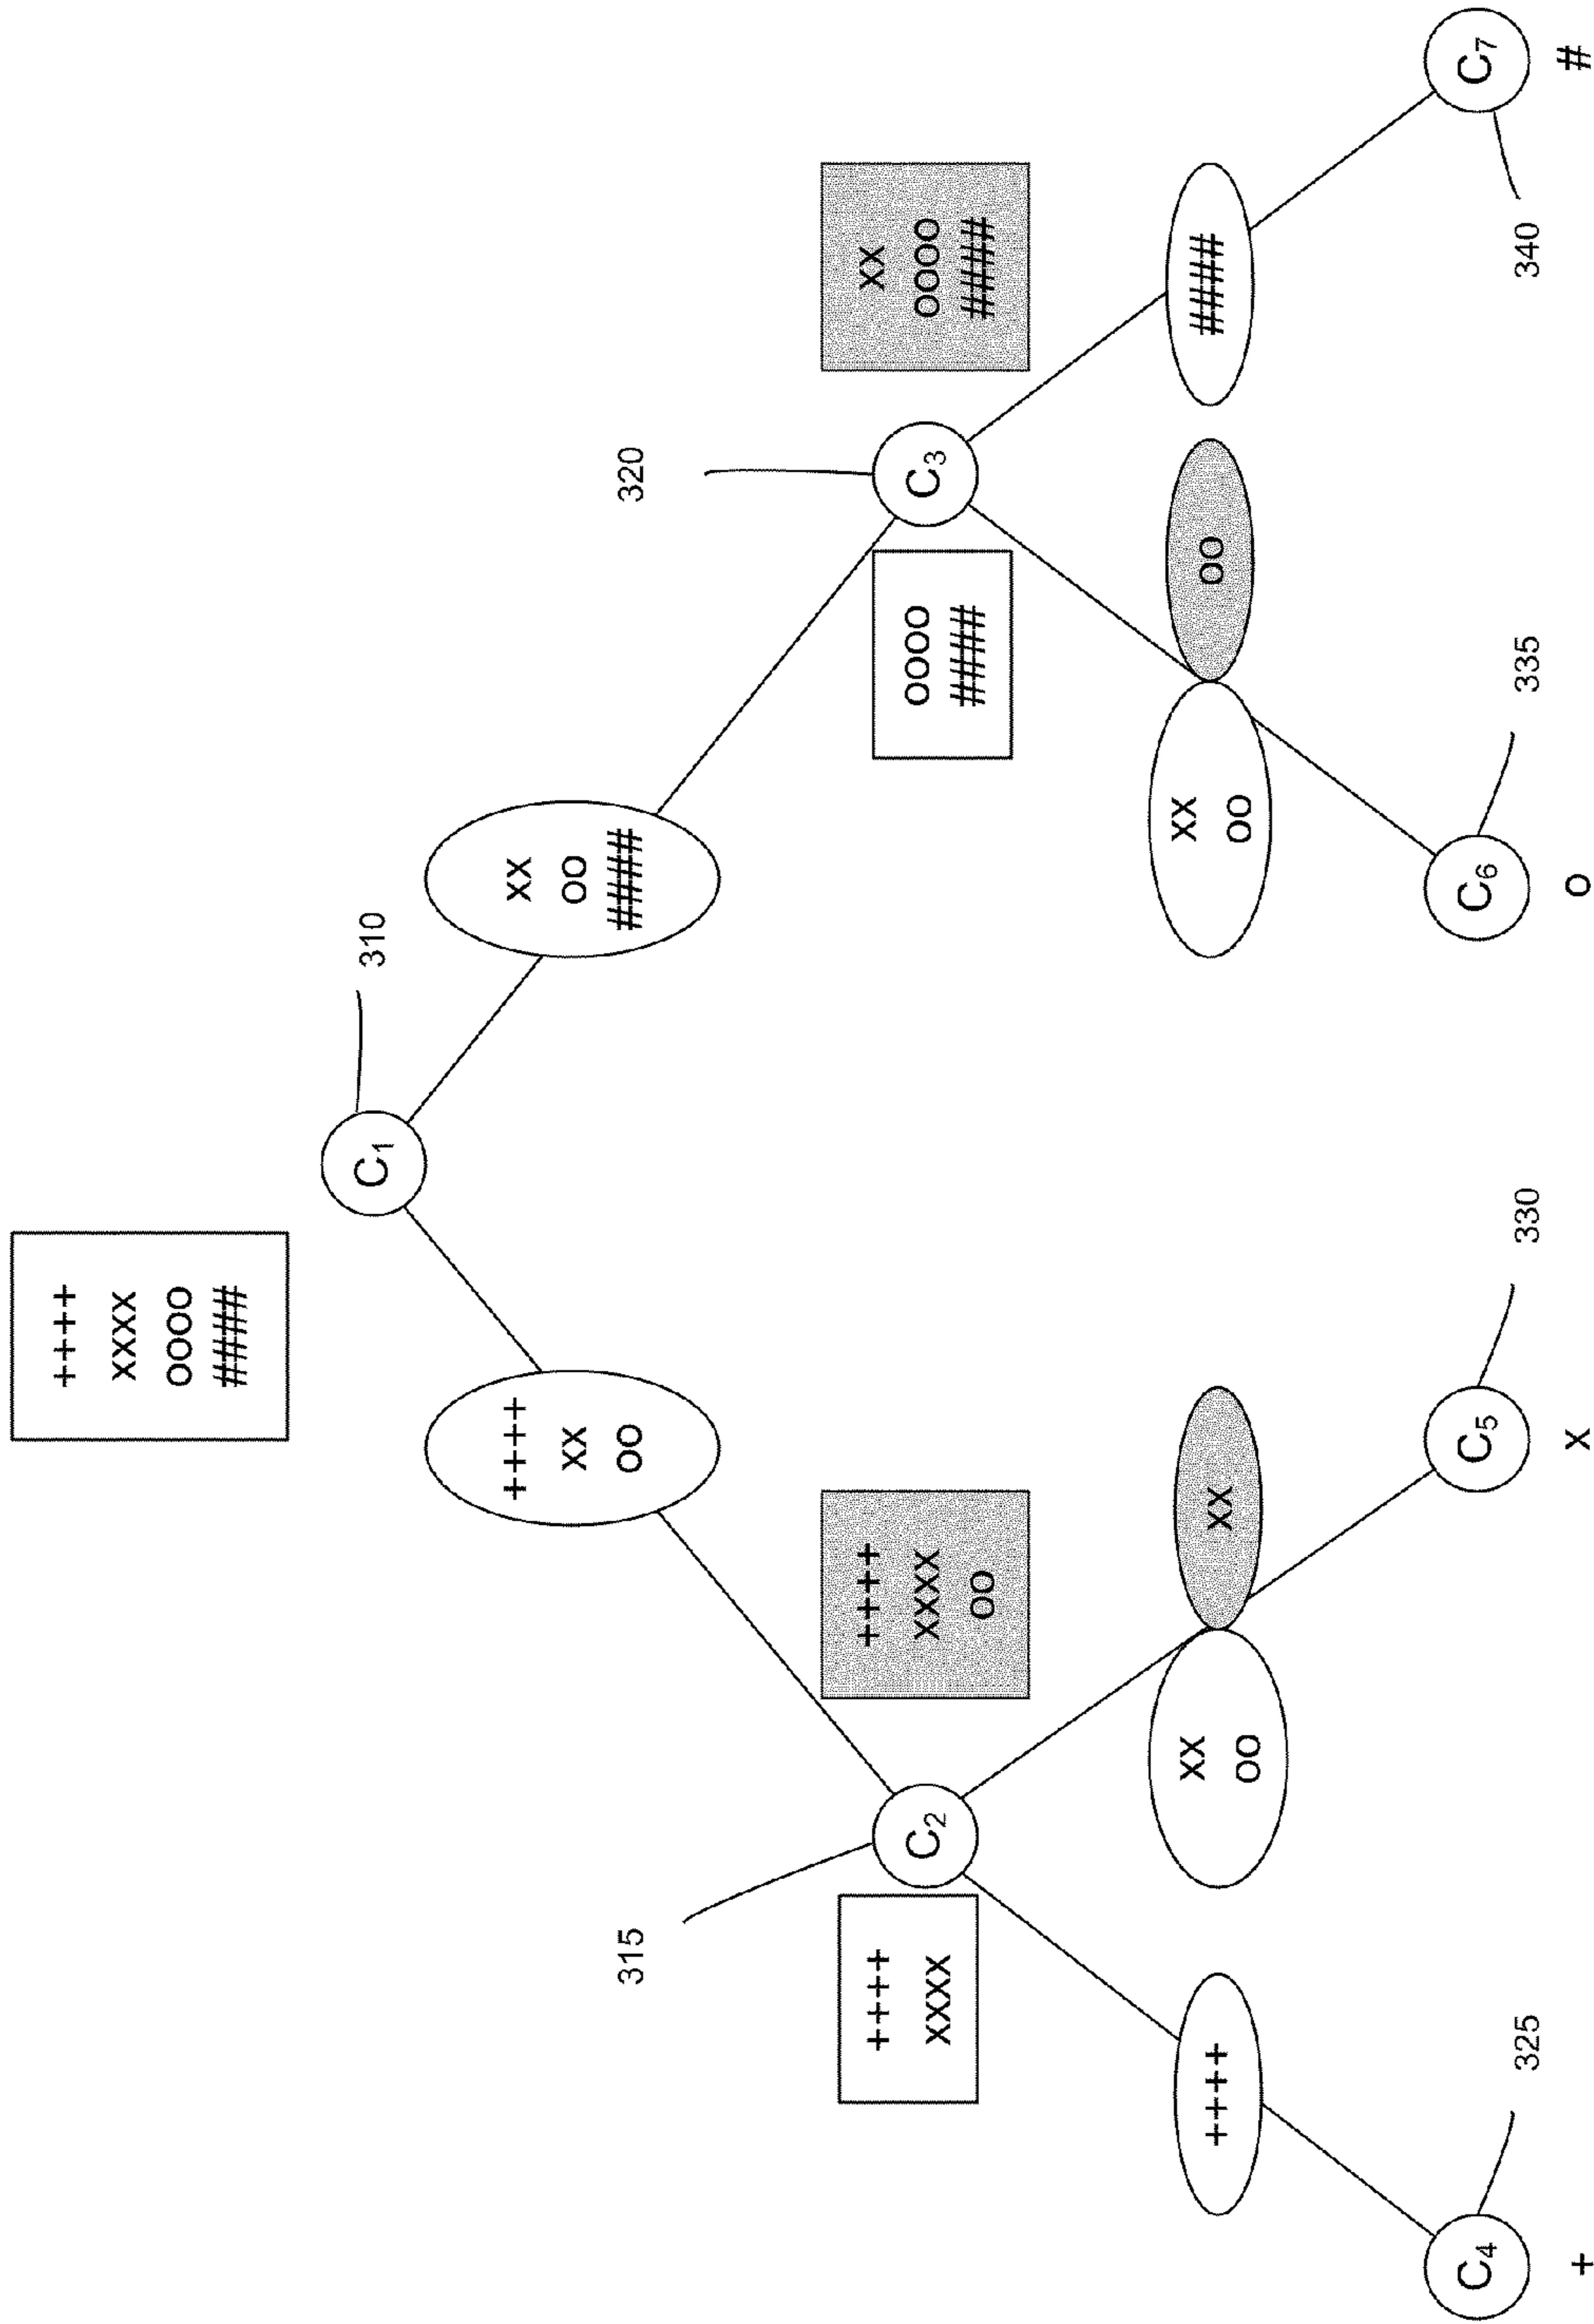 ++++
xxxx
oooo
####
C1
310
++++
xx
oo
xx
oo
####
315
320
++++
xxxx
C2
++++
xxxx
oo
oooo
####
C3
xx
oooo
####
++++
xx
oo
xx
xx
oo
oo
####
325
330
335
340
C4
C5
C6
C7
+
x
o
#